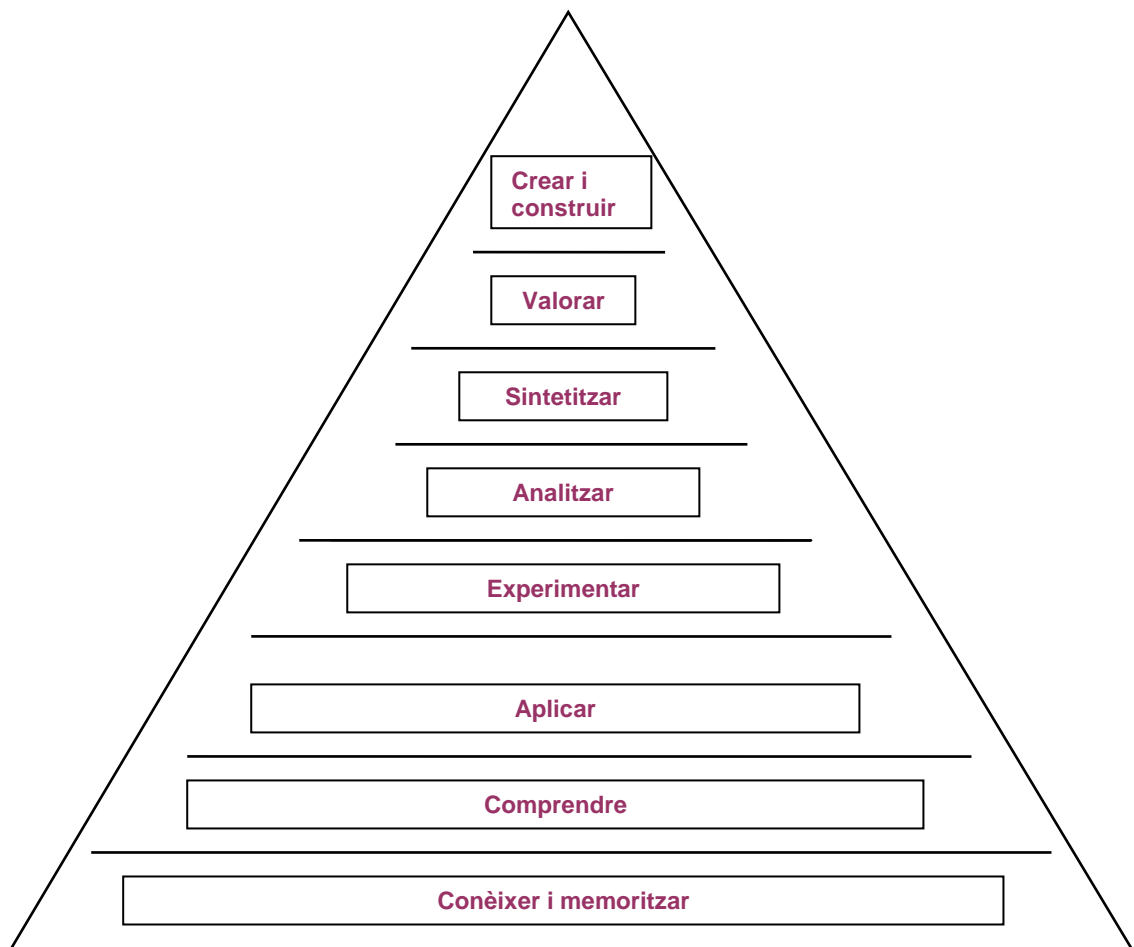 Crear i
construir
Valorar
Sintetitzar
Analitzar
Experimentar
Aplicar
Comprendre
Conèixer i memoritzar